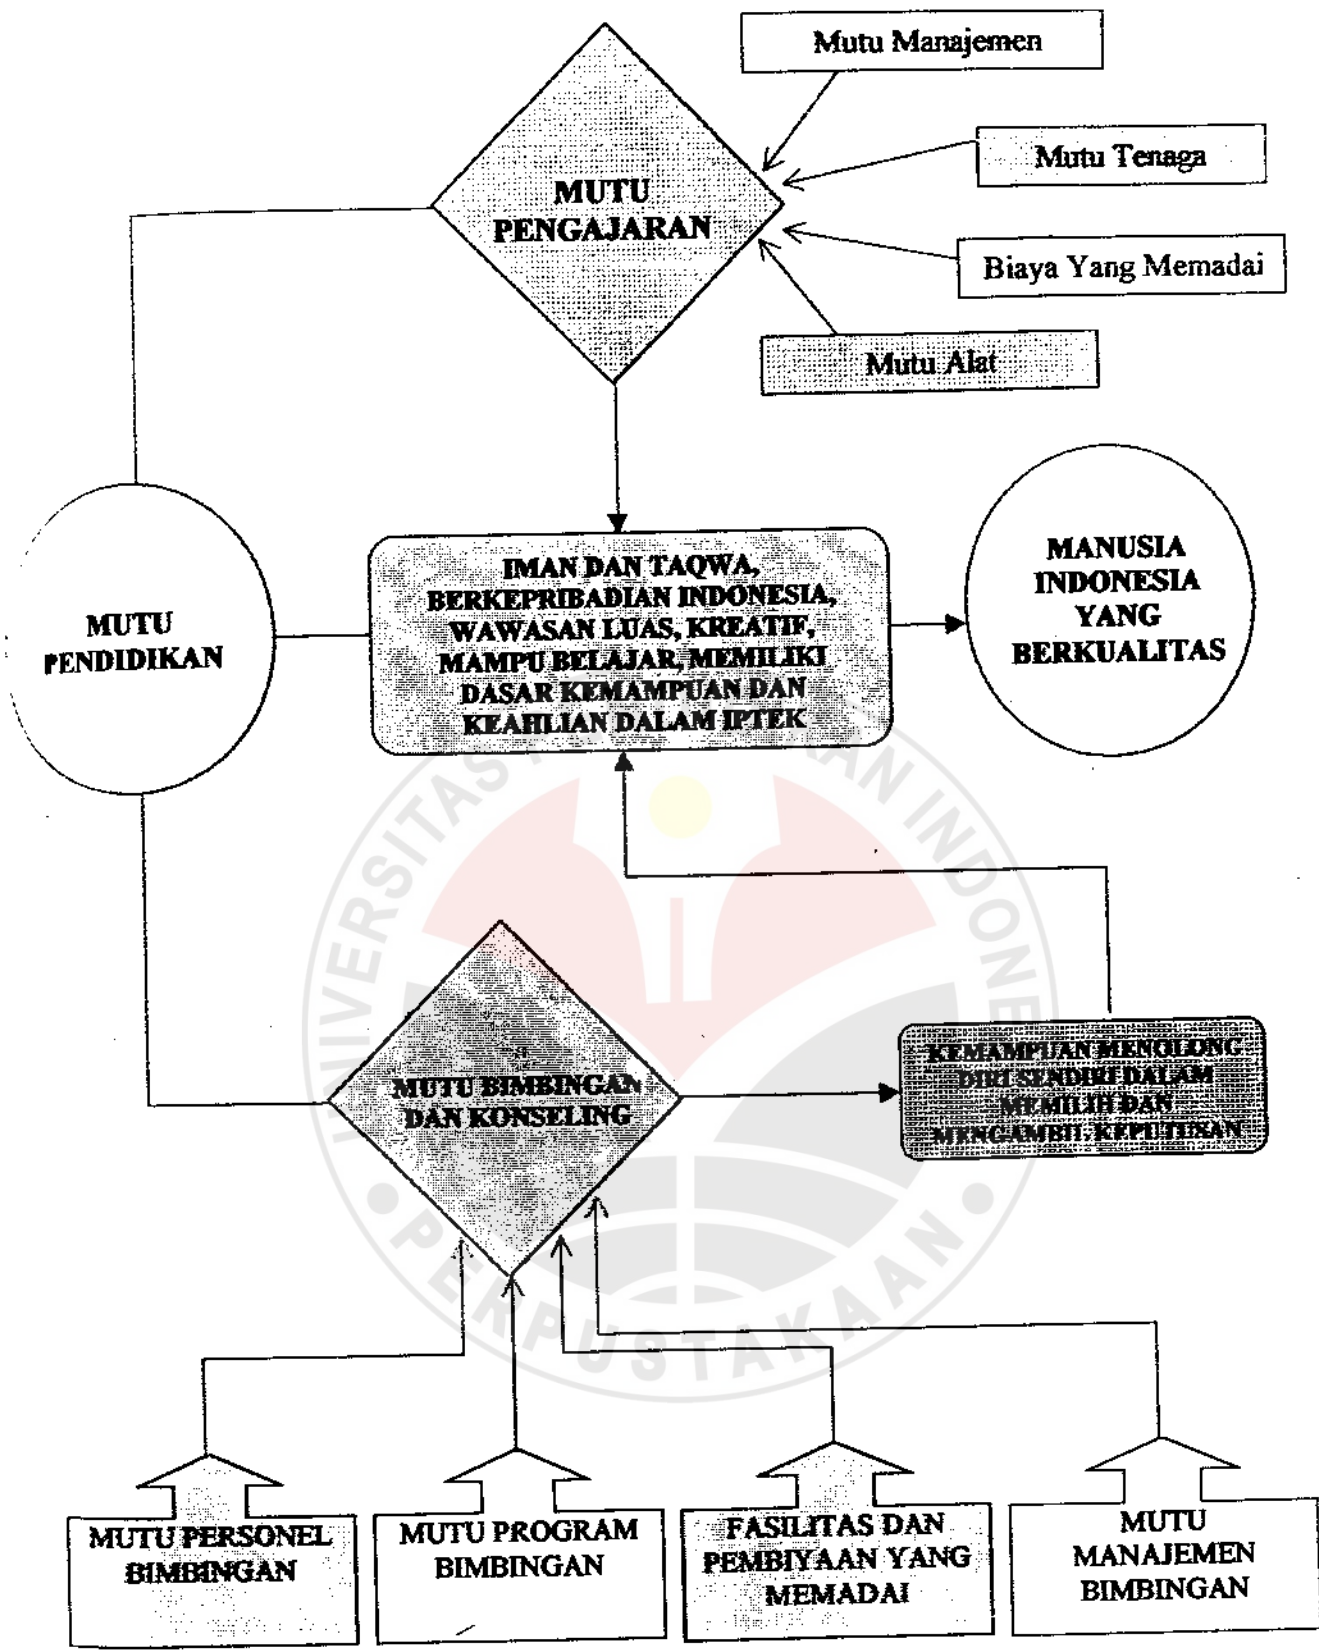 Mutu Manajemen
Mutu Tenaga
MUTU
PENGAJARAN
Biaya Yang Memadai
Mutu Alat
MUTU
PENDIDIKAN
IMAN DAN TAQWA,
BERKEPRIBADIAN INDONESIA,
WAWASAN LUAS, KREATIF,
MAMPU BELAJAR, MEMILIKI
DASAR KEMAMPUAN DAN
KEAHLIAN DALAM IPTEK
MANUSIA
INDONESIA
YANG
BERKUALITAS
MUTU BIMBINGAN
DAN KONSELING
KEMAMPUAN MENOLONG
DIRI SENDIRI DALAM
MEMILIH DAN
MENGAMBIL KEPUTUSAN
MUTU PERSONEL
BIMBINGAN
MUTU PROGRAM
BIMBINGAN
FASILITAS DAN
PEMBIYAAN YANG
MEMADAI
MUTU
MANAJEMEN
BIMBINGAN
PERPUSTAKAAN